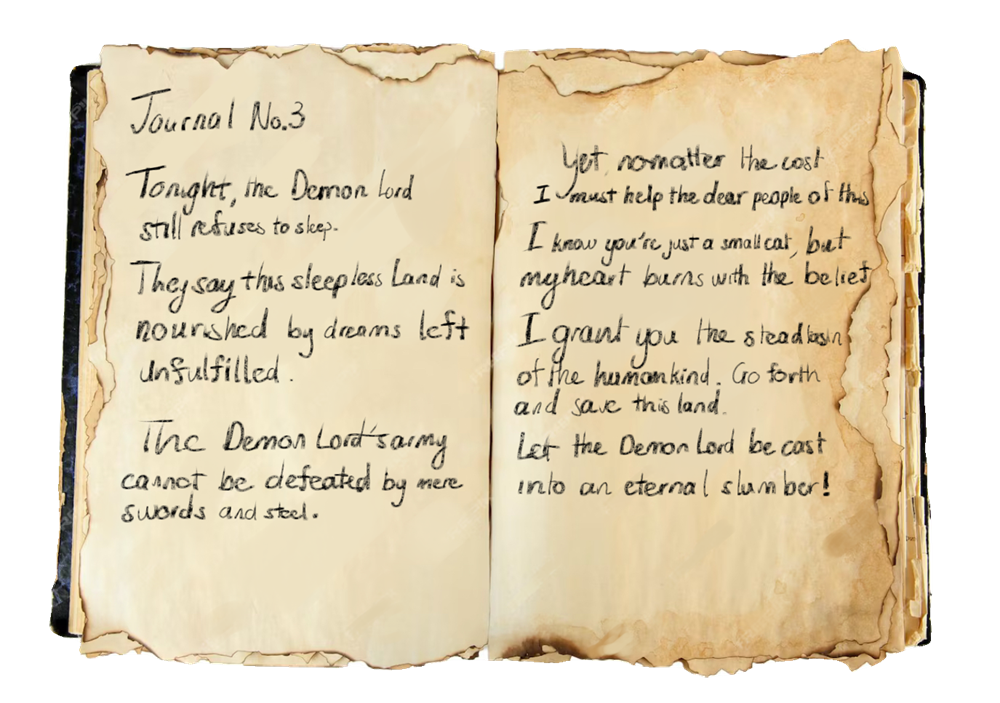 Journal No.3
Tonight, the Demon Lord
still refuses to sleep.
They say this sleepless Land is
nourished by dreams left
unfulfilled.
The Demon Lord's army
cannot be defeated by mere
swords and steel.
Yet, no matter the cost
I must help the dear people of this
I know you're just a small cat, but
my heart burns with the belief
I grant you the
of the humankind. Go forth
and save this land.
Let the Demon Lord be cast
into an eternal slumber!